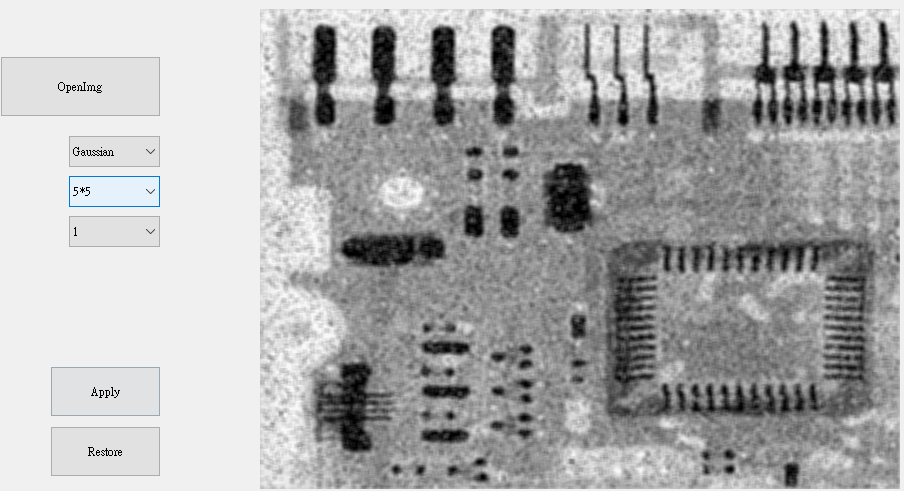 OpenImg
Gaussian
5*5
1
Apply
Restore